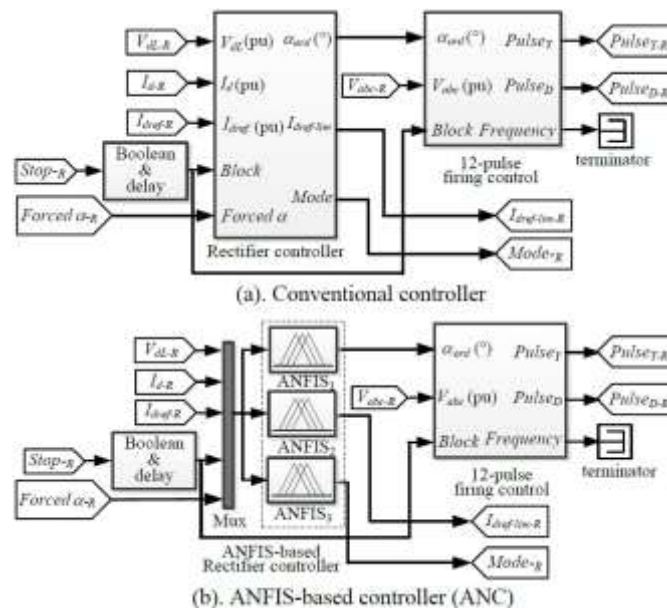 V_dL-R
V_dL (pu)
α_ord (°)
α_ord (°)
Pulse_Y
Pulse_Y-R
I_d-R
I_d (pu)
V_abc-R
V_abc (pu)
Pulse_D
Pulse_D-R
I_dref-R
I_dref (pu)
I_dref-lim
Block
Frequency
Boolean
&
delay
Stop-R
Block
12-pulse
firing control
terminator
Forced α-R
Forced α
Mode
I_dref-lim-R
Rectifier controller
Mode-R
(a). Conventional controller
V_dL-R
I_d-R
I_dref-R
ANFIS1
ANFIS2
ANFIS3
α_ord (°)
Pulse_Y
Pulse_Y-R
V_abc-R
V_abc (pu)
Pulse_D
Pulse_D-R
Block
Frequency
Boolean
&
delay
Stop-R
12-pulse
firing control
terminator
Forced α-R
Mux
I_dref-lim-R
ANFIS-based
Rectifier controller
Mode-R
(b). ANFIS-based controller (ANC)